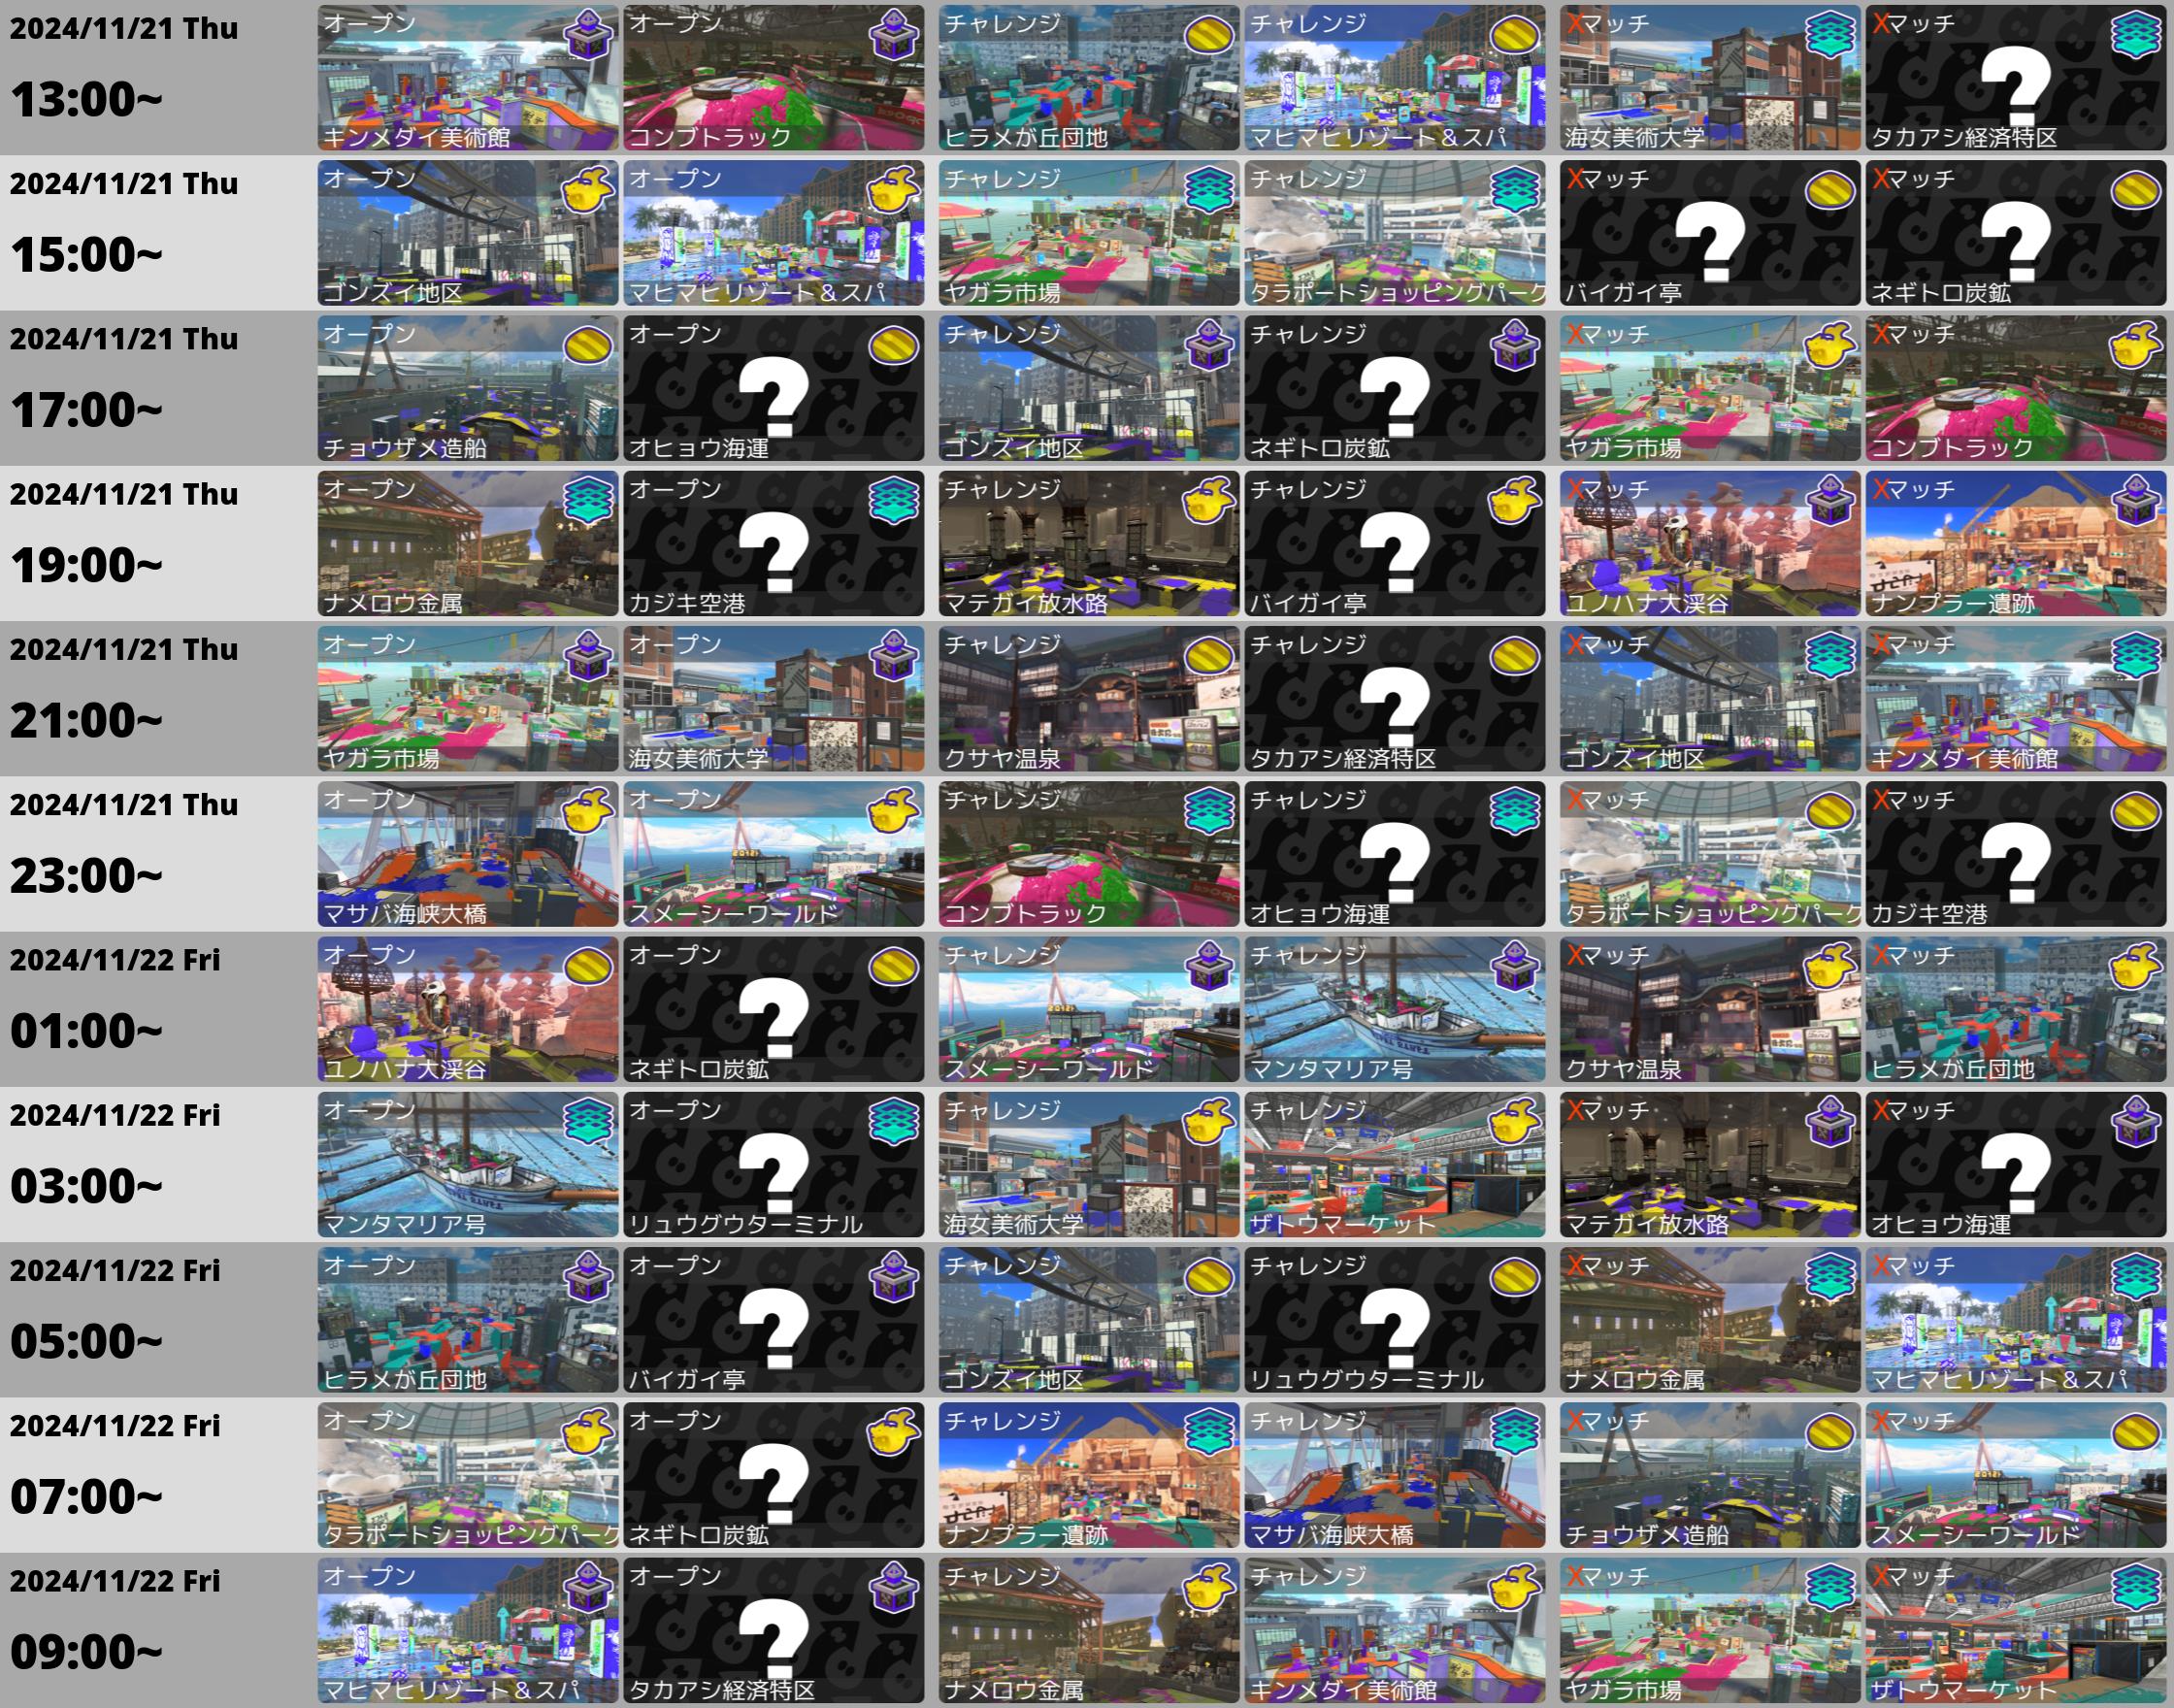 2024/11/21 Thu
13:00~
オープン
キンメダイ美術館
オープン
コンブトラック
チャレンジ
ヒラメが丘団地
チャレンジ
マヒマヒリゾート＆スパ
Xマッチ
海女美術大学
Xマッチ
タカアシ経済特区
2024/11/21 Thu
15:00~
オープン
ゴンズイ地区
オープン
マヒマヒリゾート＆スパ
チャレンジ
ヤガラ市場
チャレンジ
タラポートショッピングパーク
Xマッチ
バイガイ亭
Xマッチ
ネギトロ炭鉱
2024/11/21 Thu
17:00~
オープン
チョウザメ造船
オープン
オヒョウ海運
チャレンジ
ゴンズイ地区
チャレンジ
ネギトロ炭鉱
Xマッチ
ヤガラ市場
Xマッチ
コンブトラック
2024/11/21 Thu
19:00~
オープン
ナメロウ金属
オープン
カジキ空港
チャレンジ
マテガイ放水路
チャレンジ
バイガイ亭
Xマッチ
ユノハナ大渓谷
Xマッチ
ナンプラー遺跡
2024/11/21 Thu
21:00~
オープン
ヤガラ市場
オープン
海女美術大学
チャレンジ
クサヤ温泉
チャレンジ
タカアシ経済特区
Xマッチ
ゴンズイ地区
Xマッチ
キンメダイ美術館
2024/11/21 Thu
23:00~
オープン
マサバ海峡大橋
オープン
スメーシーワールド
チャレンジ
コンブトラック
チャレンジ
オヒョウ海運
Xマッチ
タラポートショッピングパーク
Xマッチ
カジキ空港
2024/11/22 Fri
01:00~
オープン
ユノハナ大渓谷
オープン
ネギトロ炭鉱
チャレンジ
スメーシーワールド
チャレンジ
マンタマリア号
Xマッチ
クサヤ温泉
Xマッチ
ヒラメが丘団地
2024/11/22 Fri
03:00~
オープン
マンタマリア号
オープン
リュウグウターミナル
チャレンジ
海女美術大学
チャレンジ
ザトウマーケット
Xマッチ
マテガイ放水路
Xマッチ
オヒョウ海運
2024/11/22 Fri
05:00~
オープン
ヒラメが丘団地
オープン
バイガイ亭
チャレンジ
ゴンズイ地区
チャレンジ
リュウグウターミナル
Xマッチ
ナメロウ金属
Xマッチ
マヒマヒリゾート＆スパ
2024/11/22 Fri
07:00~
オープン
タラポートショッピングパーク
オープン
ネギトロ炭鉱
チャレンジ
ナンプラー遺跡
チャレンジ
マサバ海峡大橋
Xマッチ
チョウザメ造船
Xマッチ
スメーシーワールド
2024/11/22 Fri
09:00~
オープン
マヒマヒリゾート＆スパ
オープン
タカアシ経済特区
チャレンジ
ナメロウ金属
チャレンジ
キンメダイ美術館
Xマッチ
ヤガラ市場
Xマッチ
ザトウマーケット